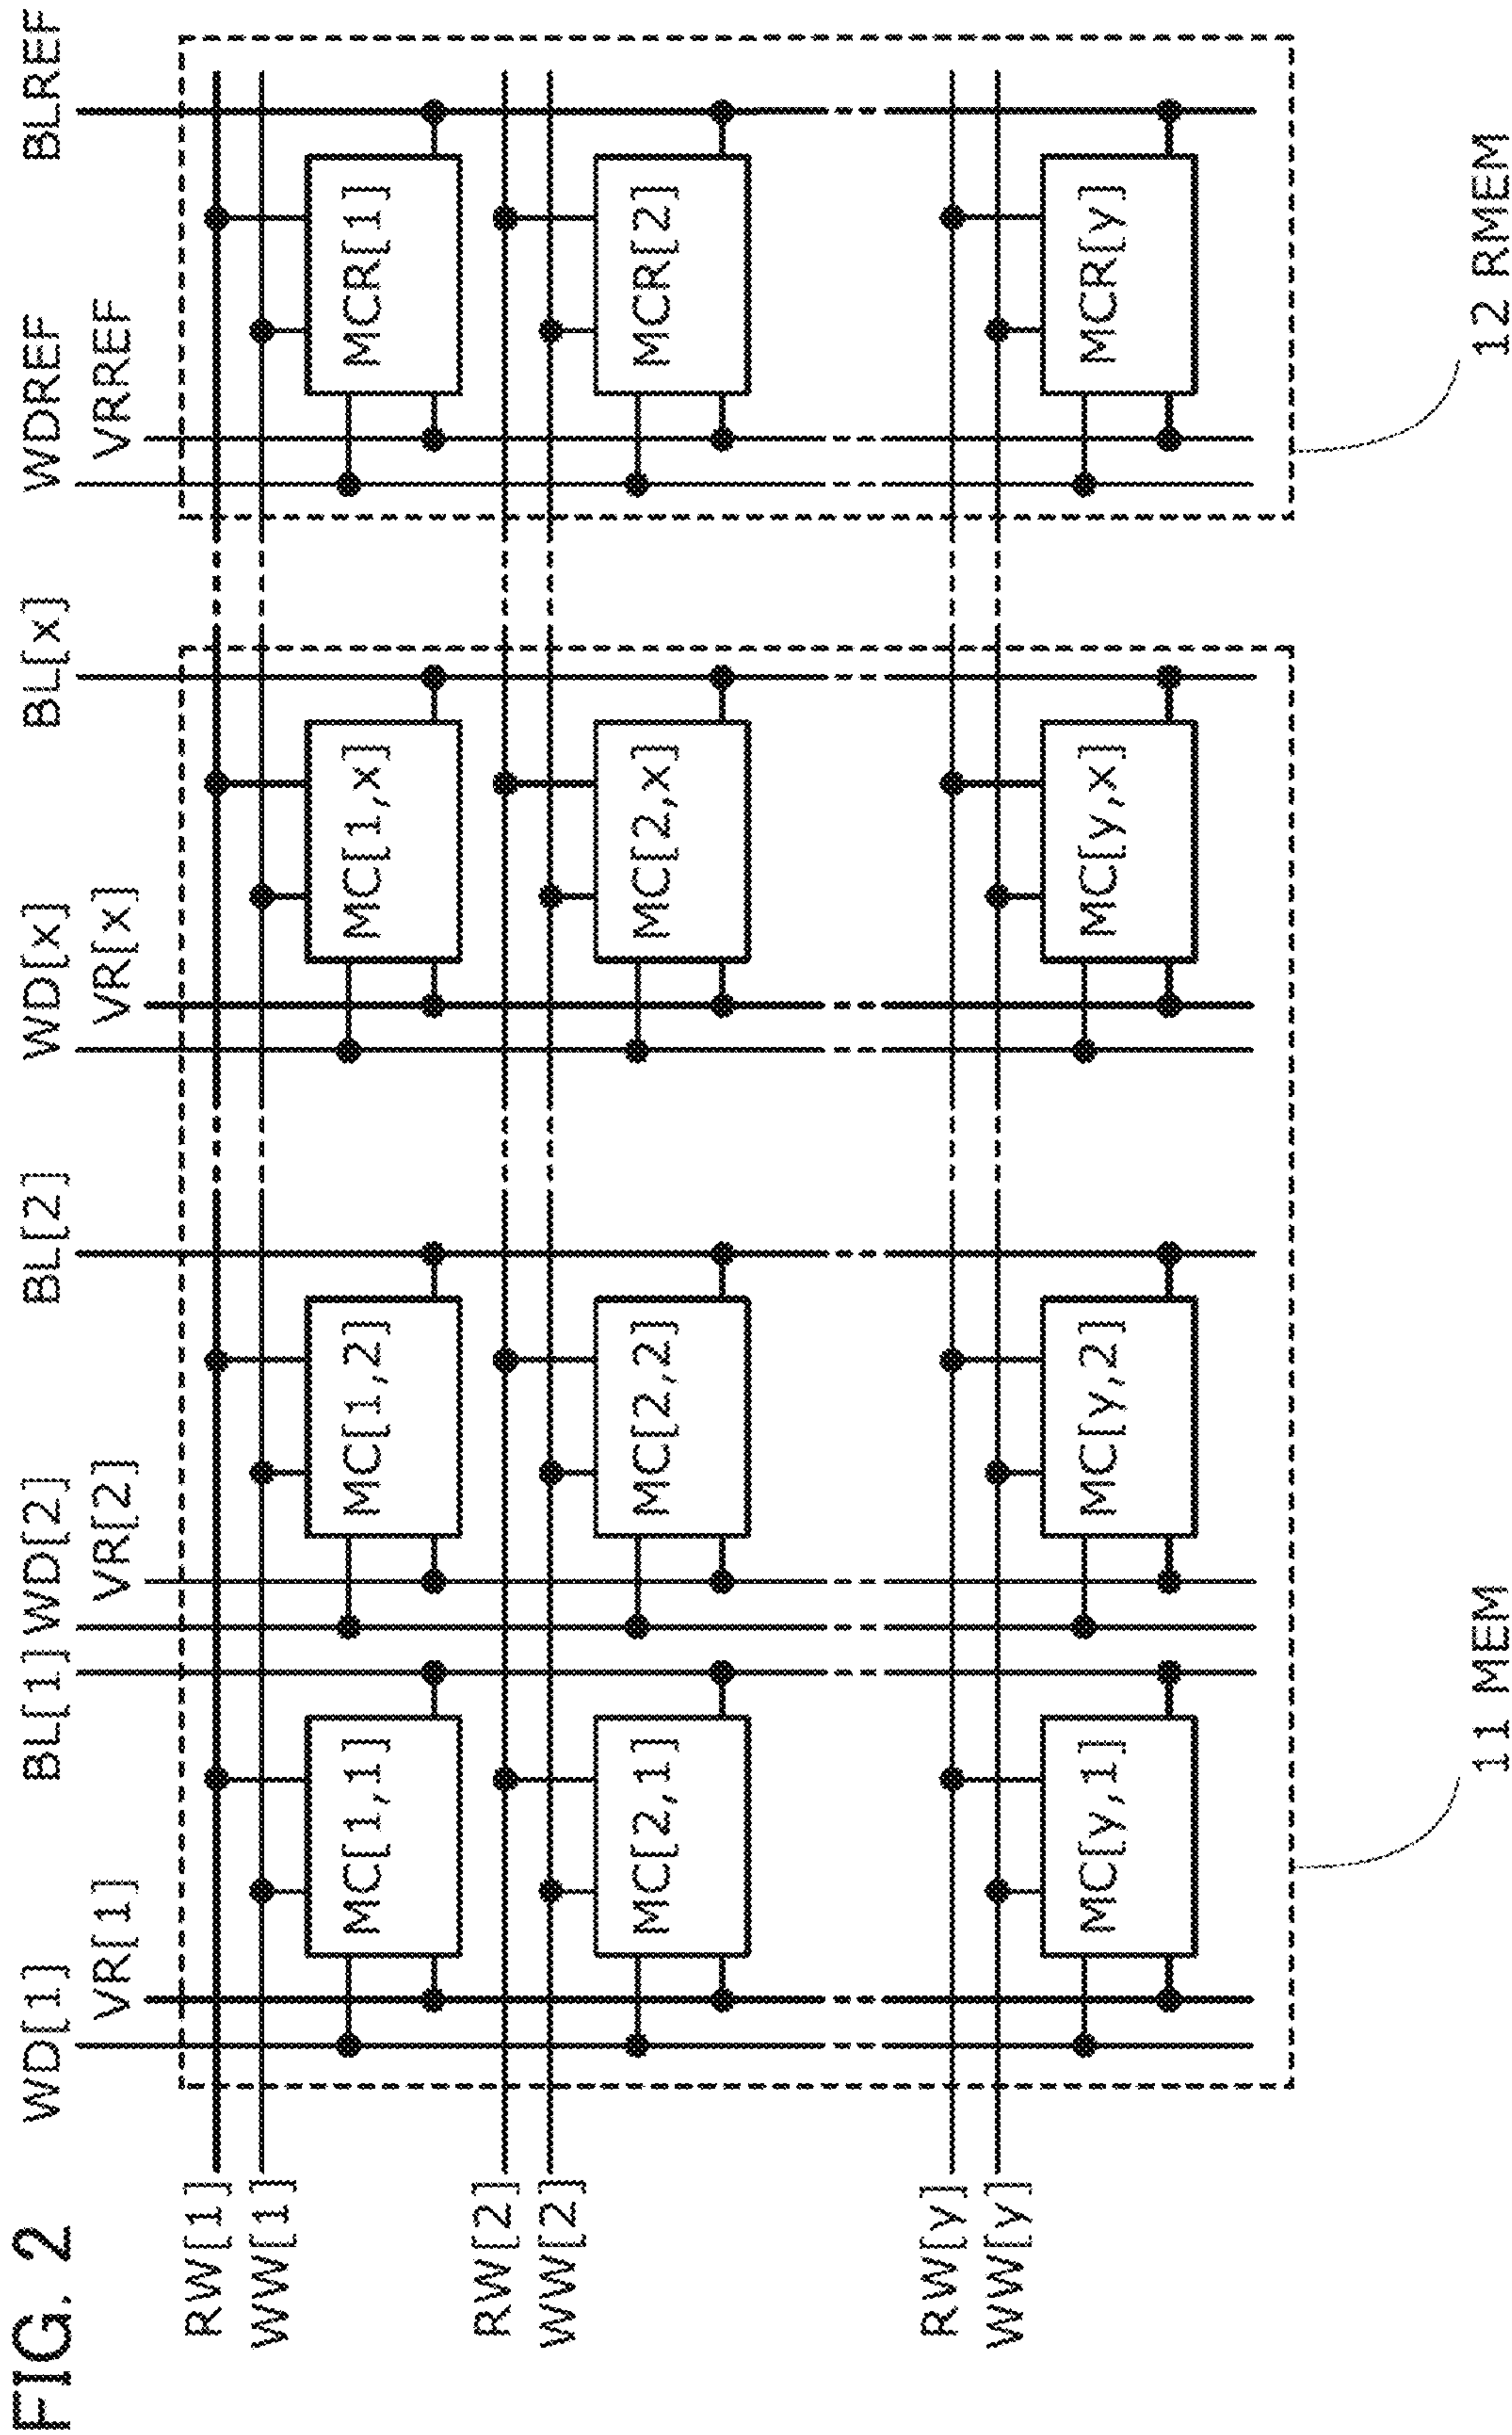 FIG. 2
WD[1] BL[1] WD[2] BL[2] WD[x] BL[x] WDREF BLREF
VR[1] VR[2] VR[x] VRREF
RW[1]
WW[1]
MC[1,1] MC[1,2] MC[1,x] MCR[1]
RW[2]
WW[2]
MC[2,1] MC[2,2] MC[2,x] MCR[2]
RW[y]
WW[y]
MC[y,1] MC[y,2] MC[y,x] MCR[y]
11 MEM 12 RMEM